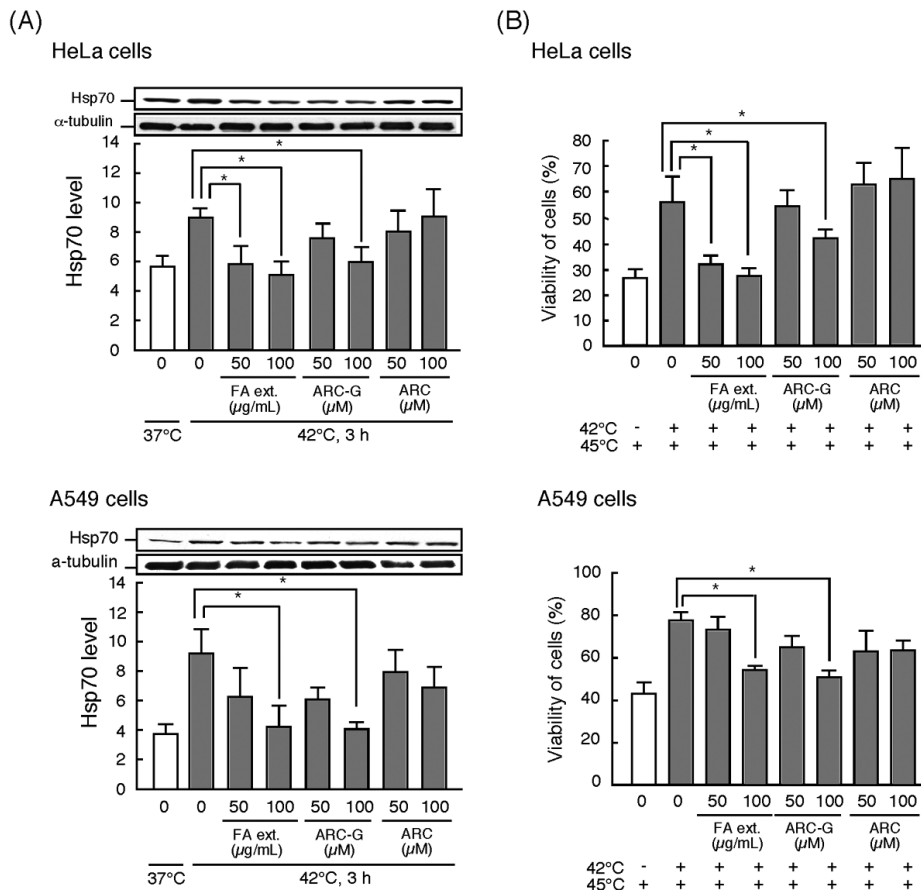 (A)
HeLa cells
Hsp70
α-tubulin
Hsp70 level
14
12
10
8
6
4
2
0
* * *
0 0 50 100 50 100 50 100
FA ext. ARC-G ARC
(µg/mL) (µM) (µM)
37°C 42°C, 3 h
A549 cells
Hsp70
a-tubulin
Hsp70 level
14
12
10
8
6
4
2
0
* *
0 0 50 100 50 100 50 100
FA ext. ARC-G ARC
(µg/mL) (µM) (µM)
37°C 42°C, 3 h
(B)
HeLa cells
Viability of cells (%)
80
70
60
50
40
30
20
10
0
* * *
0 0 50 100 50 100 50 100
FA ext. ARC-G ARC
(µg/mL) (µM) (µM)
42°C - + + + + + + +
45°C + + + + + + + +
A549 cells
Viability of cells (%)
100
80
60
40
20
0
* *
0 0 50 100 50 100 50 100
FA ext. ARC-G ARC
(µg/mL) (µM) (µM)
42°C - + + + + + + +
45°C + + + + + + + +